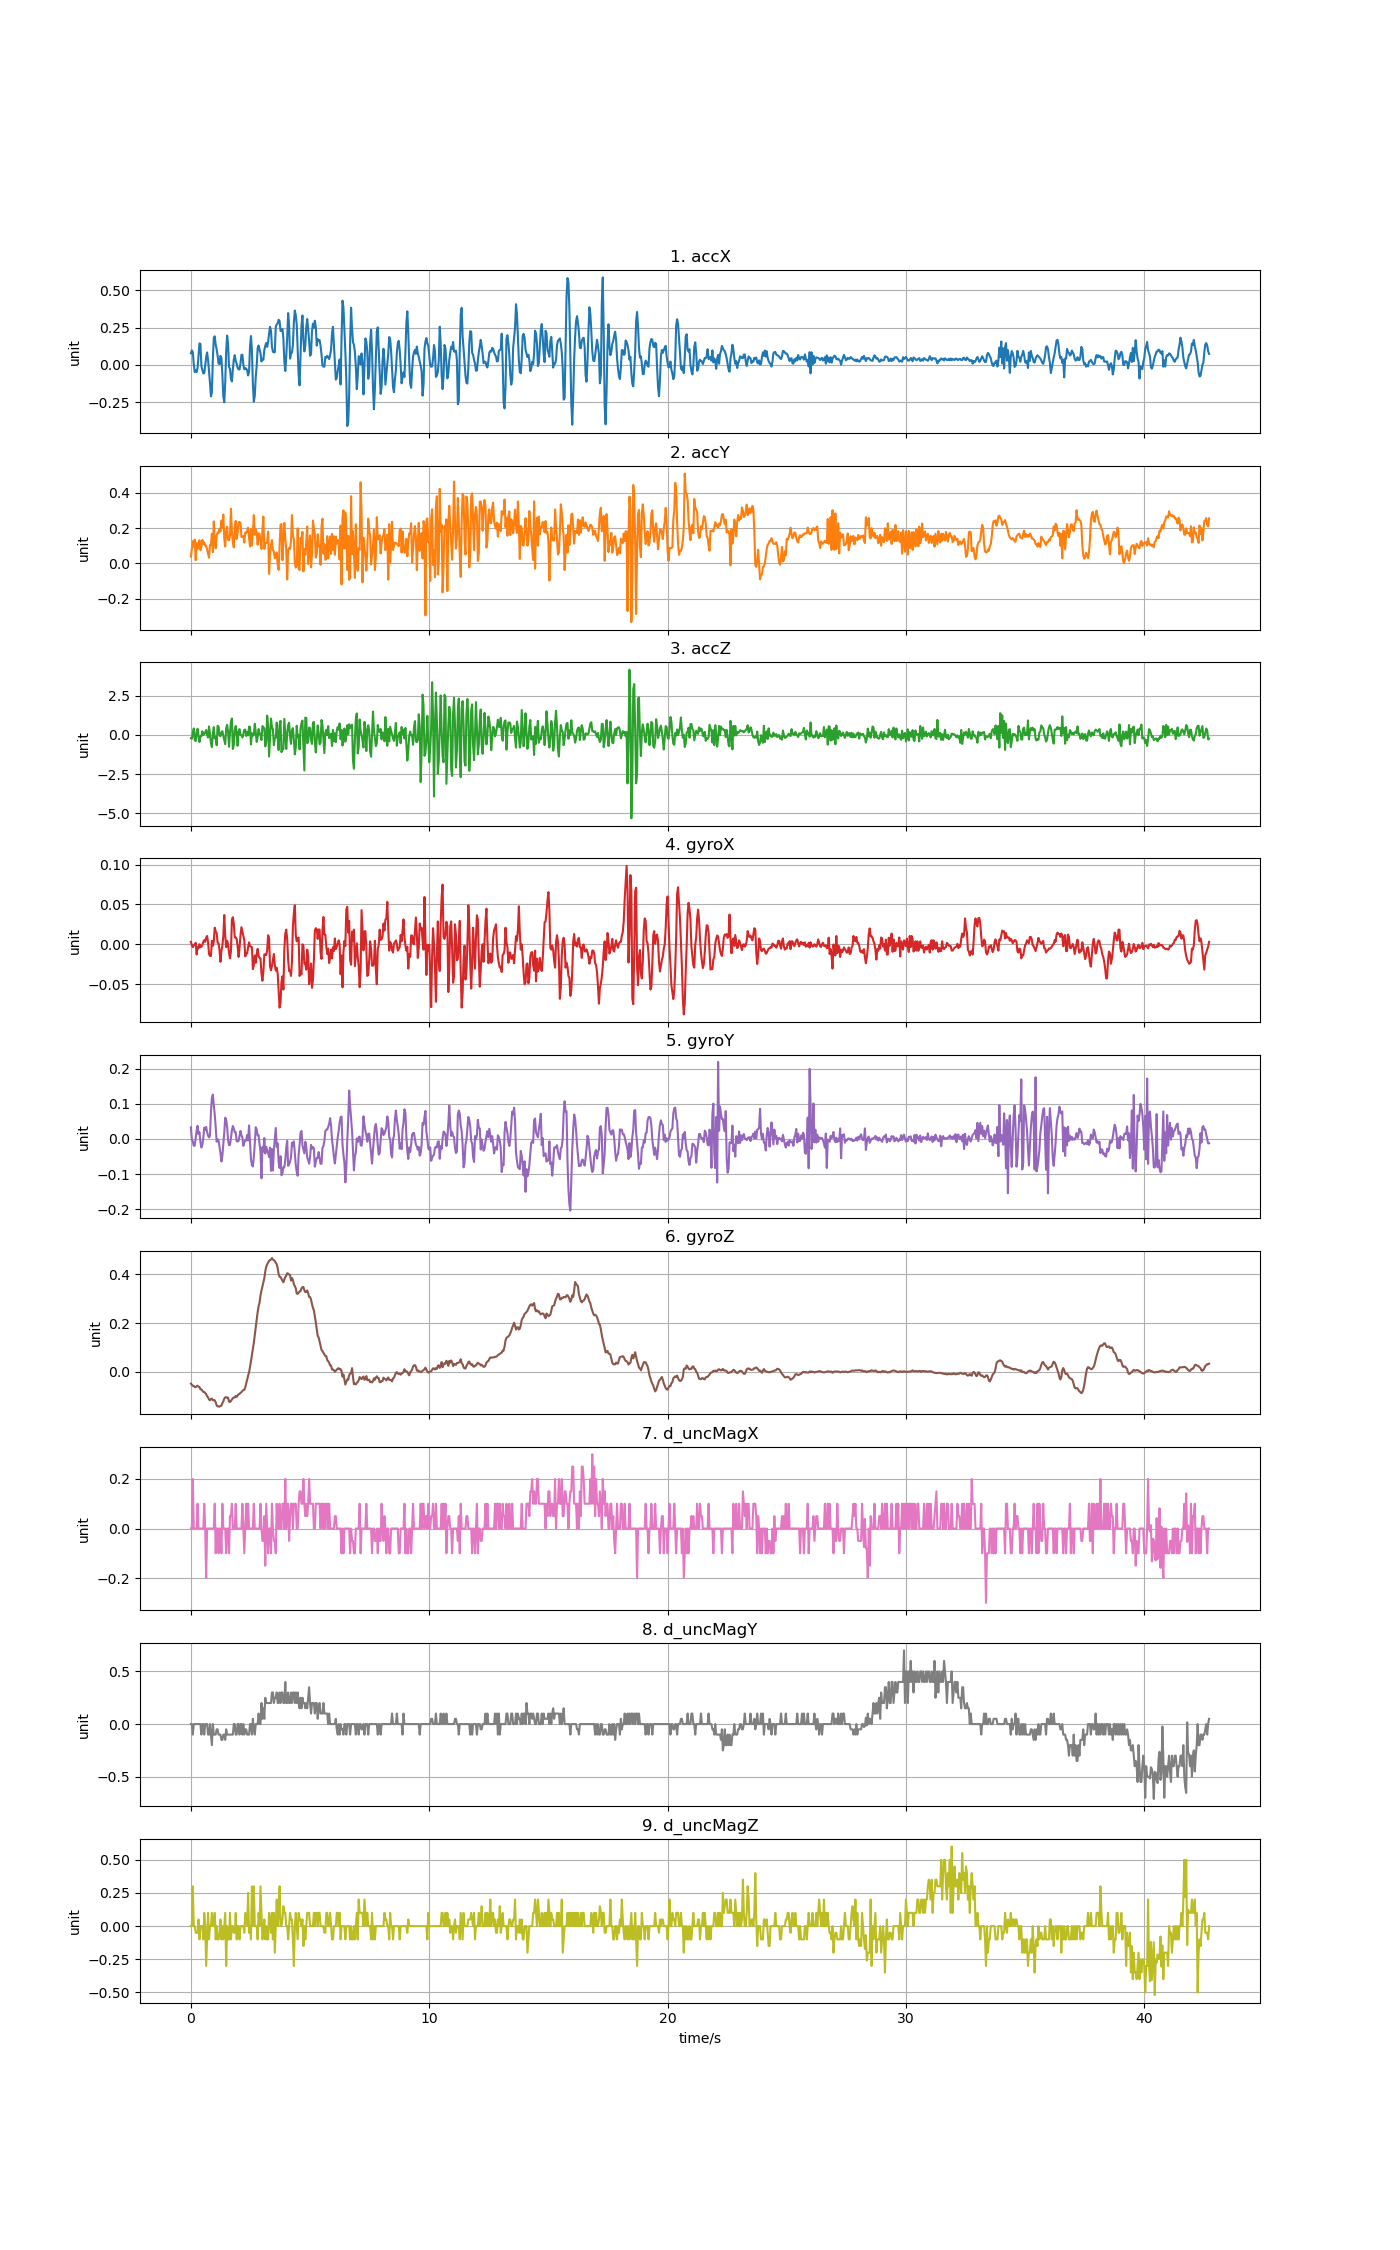 1. accX
0.50
0.25
0.00
−0.25
unit
2. accY
0.4
0.2
0.0
−0.2
unit
3. accZ
2.5
0.0
−2.5
−5.0
unit
4. gyroX
0.10
0.05
0.00
−0.05
unit
5. gyroY
0.2
0.1
0.0
−0.1
−0.2
unit
6. gyroZ
0.4
0.2
0.0
unit
7. d_uncMagX
0.2
0.0
−0.2
unit
8. d_uncMagY
0.5
0.0
−0.5
unit
9. d_uncMagZ
0.50
0.25
0.00
−0.25
−0.50
unit
0 10 20 30 40
time/s